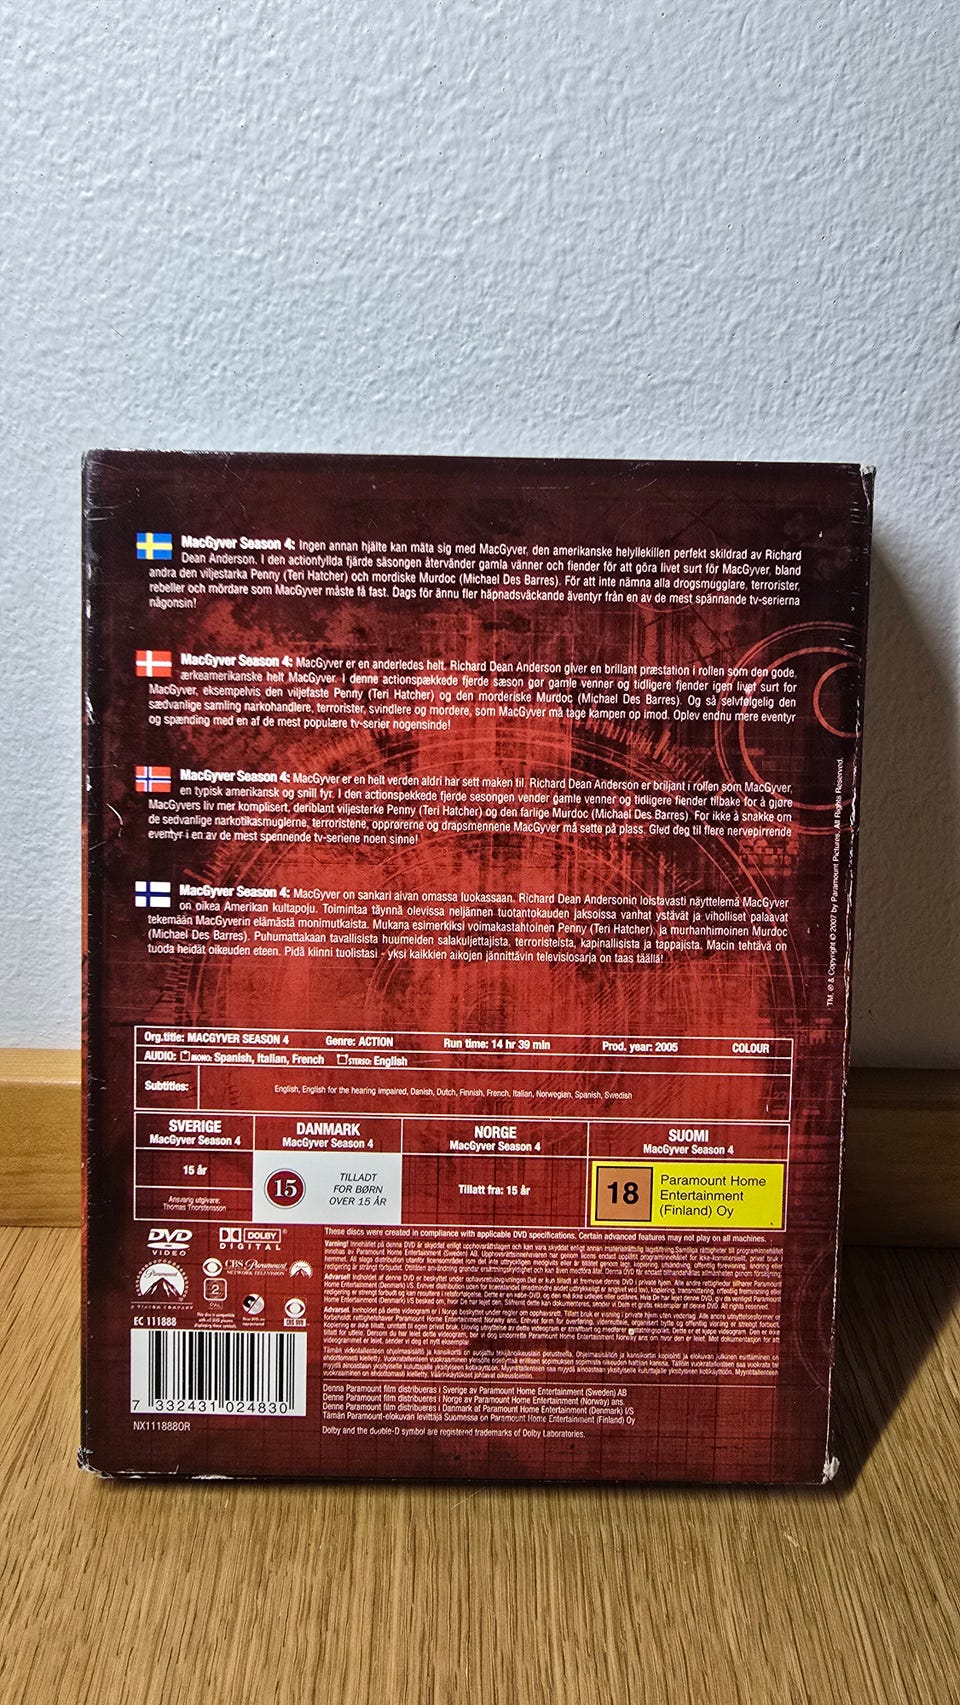 MacGyver Season 4: Ingen annan hjälte kan mäta sig med MacGyver, den amerikanske helyllekillen perfekt skildrad av Richard
Dean Anderson. I den actionfyllda fjärde säsongen återvänder gamla vänner och fiender för att göra livet surt för MacGyver, bland
andra den viljestarka Penny (Teri Hatcher) och mordiske Murdoc (Michael Des Barres). För att inte nämna alla drogsmugglare, terrorister,
rebeller och mördare som MacGyver måste få fast. Dags för ännu fler häpnadsväckande äventyr från en av de mest spännande tv-serierna
någonsin!
MacGyver Season 4: MacGyver er en anderledes helt. Richard Dean Anderson giver en brillant præstation i rollen som den gode,
ærkeamerikanske helt MacGyver. I denne actionspækkede fjerde sæson gør gamle venner og tidligere fjender igen livet surt for
MacGyver, eksempelvis den viljefaste Penny (Teri Hatcher) og den morderiske Murdoc (Michael Des Barres). Og så selvfølgelig den
sædvanlige samling narkohandlere, terrorister, svindlere og mordere, som MacGyver må tage kampen op imod. Oplev endnu mere eventyr
og spænding med en af de mest populære tv-serier nogensinde!
MacGyver Season 4: MacGyver er en helt verden aldri har sett maken til. Richard Dean Anderson er briljant i rollen som MacGyver,
en typisk amerikansk og snill fyr. I den actionspekkede fjerde sesongen vender gamle venner og tidligere fiender tilbake for å gjøre
MacGyvers liv mer komplisert, deriblant viljesterke Penny (Teri Hatcher) og den farlige Murdoc (Michael Des Barres). For ikke å snakke om
de sedvanlige narkotikasmuglerne, terroristene, opprørerne og drapsmennene MacGyver må sette på plass. Gled deg til flere nervepirrende
eventyr i en av de mest spennende tv-seriene noen sinne!
MacGyver Season 4: MacGyver on sankari aivan omassa luokassaan. Richard Dean Andersonin loistavasti näyttelemä MacGyver
on oikea Amerikan kultapoju. Toimintaa täynnä olevissa neljännen tuotantokauden jaksoissa vanhat ystävät ja viholliset palaavat
tekemään MacGyverin elämästä monimutkaista. Mukana esimerkiksi voimakastahtoinen Penny (Teri Hatcher), ja murhanhimoinen Murdoc
(Michael Des Barres). Puhumattakaan tavallisista huumeiden salakuljettajista, terroristeista, kapinallisista ja tappajista. Macin tehtävä on
tuoda heidät oikeuden eteen. Pidä kiinni tuolistasi - yksi kaikkien aikojen jännittävin televisiosarja on taas täällä!
TM, ® & Copyright © 2007 by Paramount Pictures. All Rights Reserved.
Org.title: MACGYVER SEASON 4 Genre: ACTION Run time: 14 hr 39 min Prod. year: 2005 COLOUR
AUDIO: MONO: Spanish, Italian, French STEREO: English
Subtitles: English, English for the hearing impaired, Danish, Dutch, Finnish, French, Italian, Norwegian, Spanish, Swedish
SVERIGE
MacGyver Season 4
15 år
Ansvarig utgivare:
Thomas Thorstensson
DANMARK
MacGyver Season 4
15
TILLADT
FOR BØRN
OVER 15 ÅR
NORGE
MacGyver Season 4
Tillatt fra: 15 år
SUOMI
MacGyver Season 4
18
Paramount Home
Entertainment
(Finland) Oy
DVD
VIDEO
DOLBY
DIGITAL
Paramount
CBS Paramount
NETWORK TELEVISION
2
PAL
CBS DVD
EC 111888
7 332431 024830
NX1118880R
These discs were created in compliance with applicable DVD specifications. Certain advanced features may not play on all machines.
Denna Paramount film distribueras i Sverige av Paramount Home Entertainment (Sweden) AB
Denne Paramount film distribueres i Norge av Paramount Home Entertainment (Norway) ans.
Denne Paramount film distribueres i Danmark af Paramount Home Entertainment (Denmark) I/S
Tämän Paramount-elokuvan levittäjä Suomessa on Paramount Home Entertainment (Finland) Oy
Dolby and the double-D symbol are registered trademarks of Dolby Laboratories.